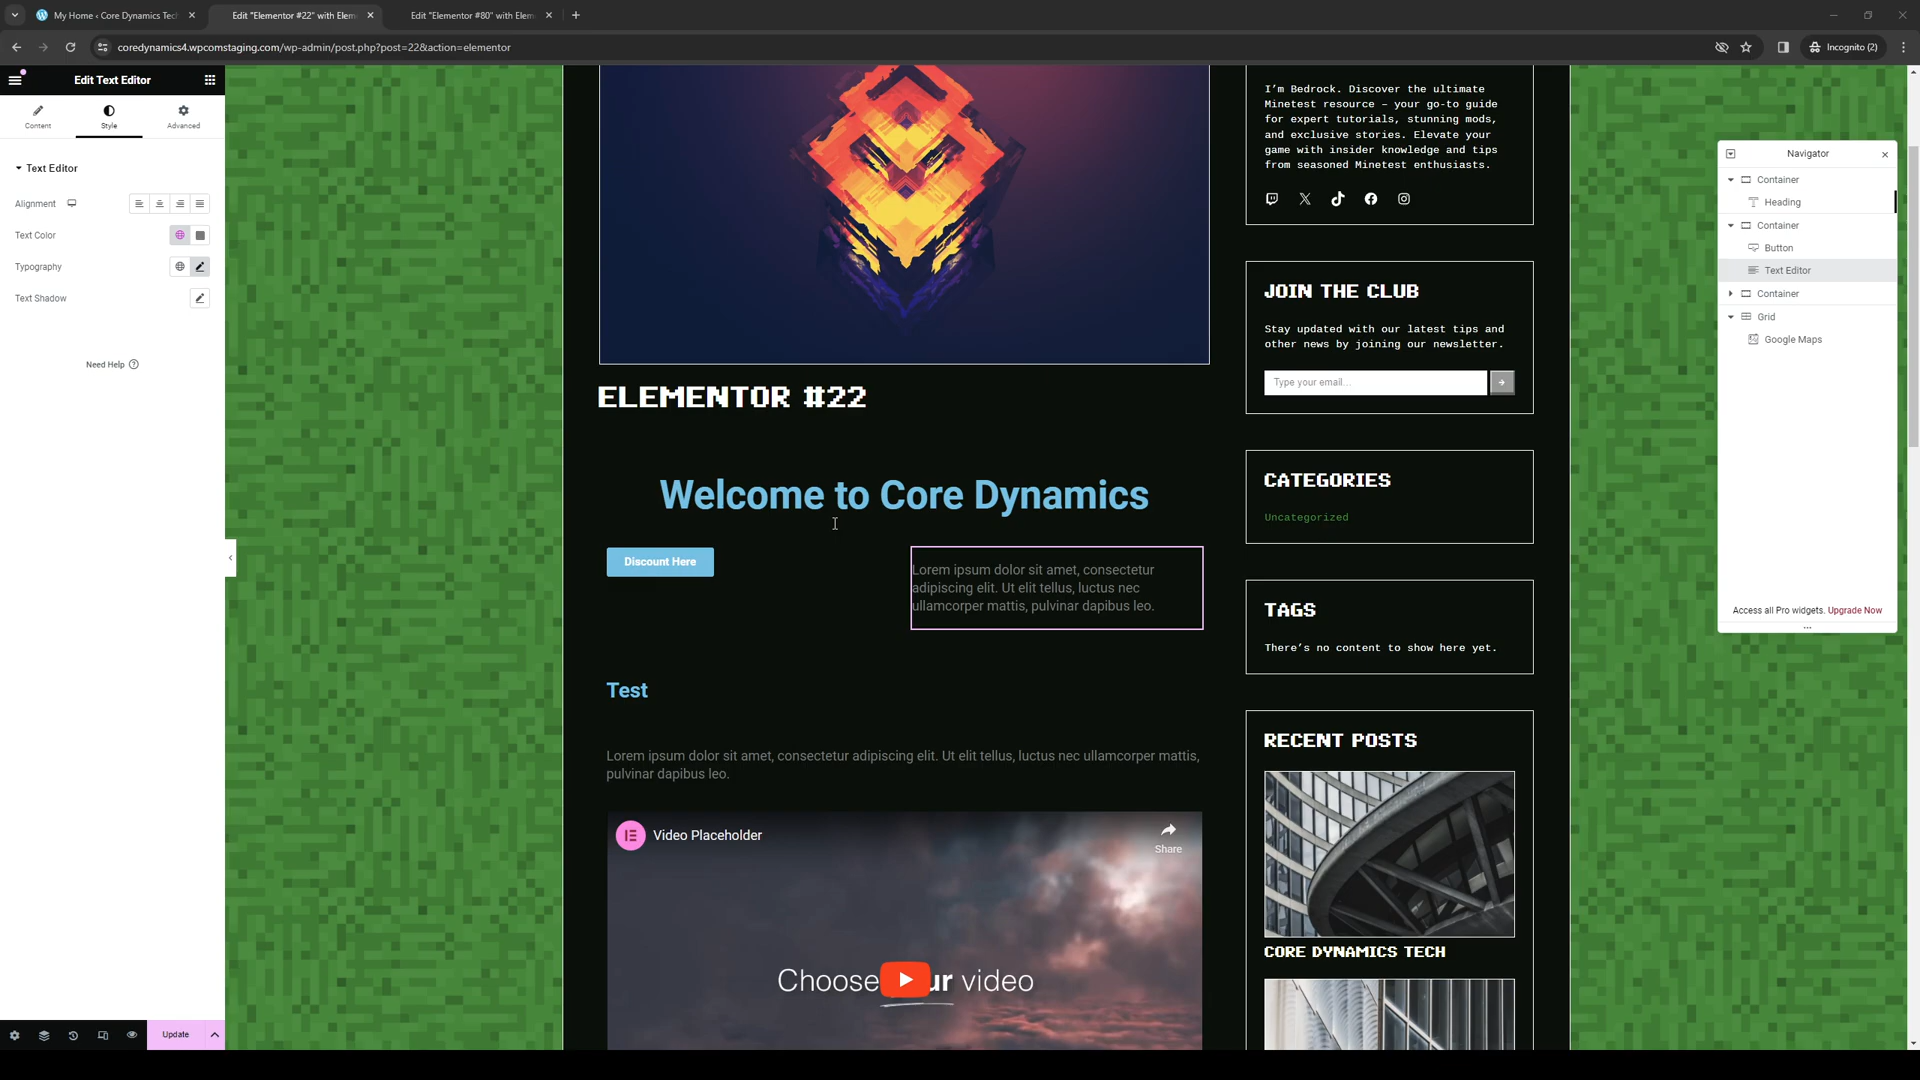 My Home ‹ Core Dynamics Tech
Edit "Elementor #22" with Elem
Edit "Elementor #80" with Elem
coredynamics4.wpcomstaging.com/wp-admin/post.php?post=22&action=elementor
Incognito (2)
Edit Text Editor
Content
Style
Advanced
Text Editor
Alignment
Text Color
Typography
Text Shadow
Need Help
Update
ELEMENTOR #22
Welcome to Core Dynamics
Discount Here
Lorem ipsum dolor sit amet, consectetur
adipiscing elit. Ut elit tellus, luctus nec
ullamcorper mattis, pulvinar dapibus leo.
Test
Lorem ipsum dolor sit amet, consectetur adipiscing elit. Ut elit tellus, luctus nec ullamcorper mattis,
pulvinar dapibus leo.
Video Placeholder
Share
Choose ur video
I'm Bedrock. Discover the ultimate
Minetest resource – your go-to guide
for expert tutorials, stunning mods,
and exclusive stories. Elevate your
game with insider knowledge and tips
from seasoned Minetest enthusiasts.
JOIN THE CLUB
Stay updated with our latest tips and
other news by joining our newsletter.
Type your email...
CATEGORIES
Uncategorized
TAGS
There's no content to show here yet.
RECENT POSTS
CORE DYNAMICS TECH
Navigator
Container
Heading
Container
Button
Text Editor
Container
Grid
Google Maps
Access all Pro widgets. Upgrade Now